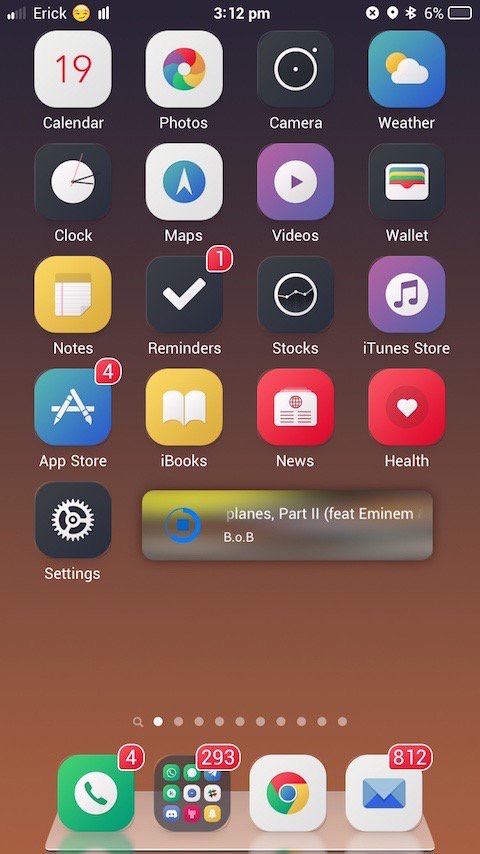 Erick 😏 3:12 pm 6%
19
Calendar Photos Camera Weather
Clock Maps Videos Wallet
1
Notes Reminders Stocks iTunes Store
4
App Store iBooks News Health
planes, Part II (feat Eminem
B.o.B
Settings
4 293 812